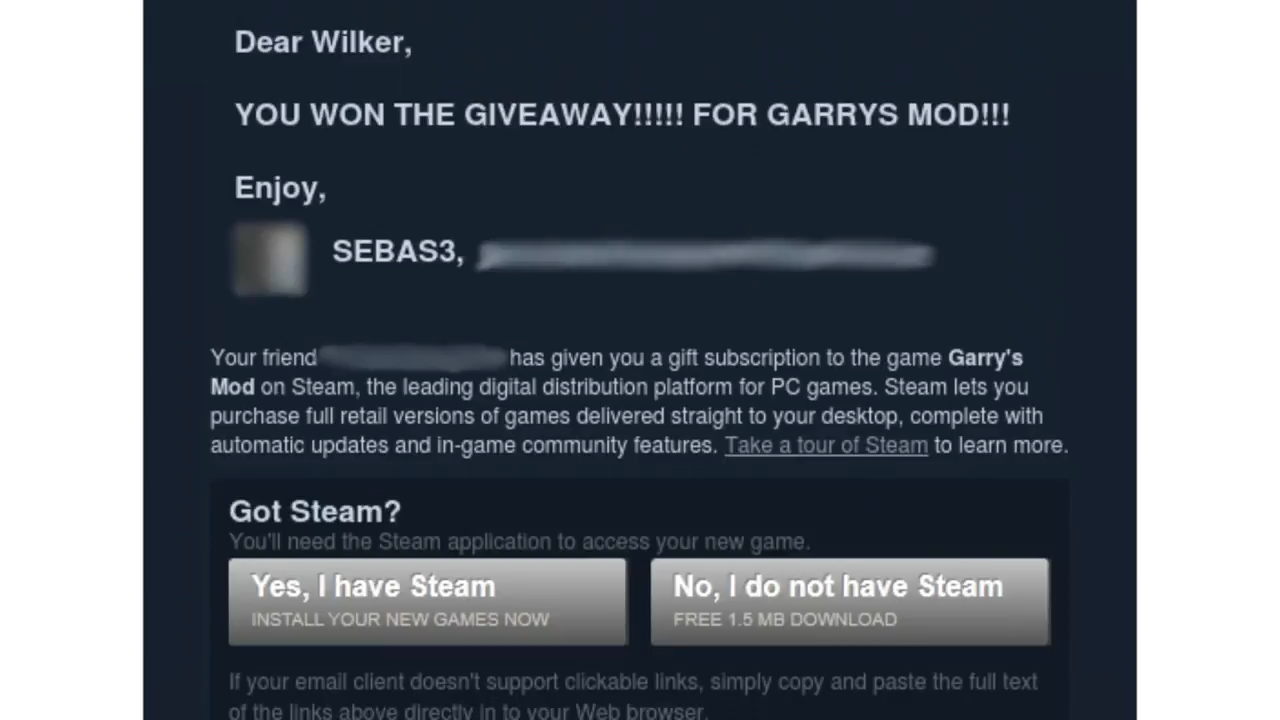 Dear Wilker,
YOU WON THE GIVEAWAY!!!!! FOR GARRYS MOD!!!
Enjoy,
SEBAS3,
Your friend has given you a gift subscription to the game Garry's
Mod on Steam, the leading digital distribution platform for PC games. Steam lets you
purchase full retail versions of games delivered straight to your desktop, complete with
automatic updates and in-game community features. Take a tour of Steam to learn more.
Got Steam?
You'll need the Steam application to access your new game.
Yes, I have Steam
INSTALL YOUR NEW GAMES NOW
No, I do not have Steam
FREE 1.5 MB DOWNLOAD
If your email client doesn't support clickable links, simply copy and paste the full text
of the links above directly in to your Web browser.